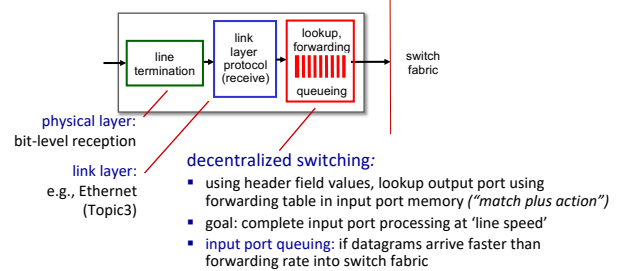 line
termination
link
layer
protocol
(receive)
lookup,
forwarding
queueing
switch
fabric
physical layer:
bit-level reception
link layer:
e.g., Ethernet
(Topic3)
decentralized switching:
▪ using header field values, lookup output port using
forwarding table in input port memory (“match plus action”)
▪ goal: complete input port processing at ‘line speed’
▪ input port queuing: if datagrams arrive faster than
forwarding rate into switch fabric